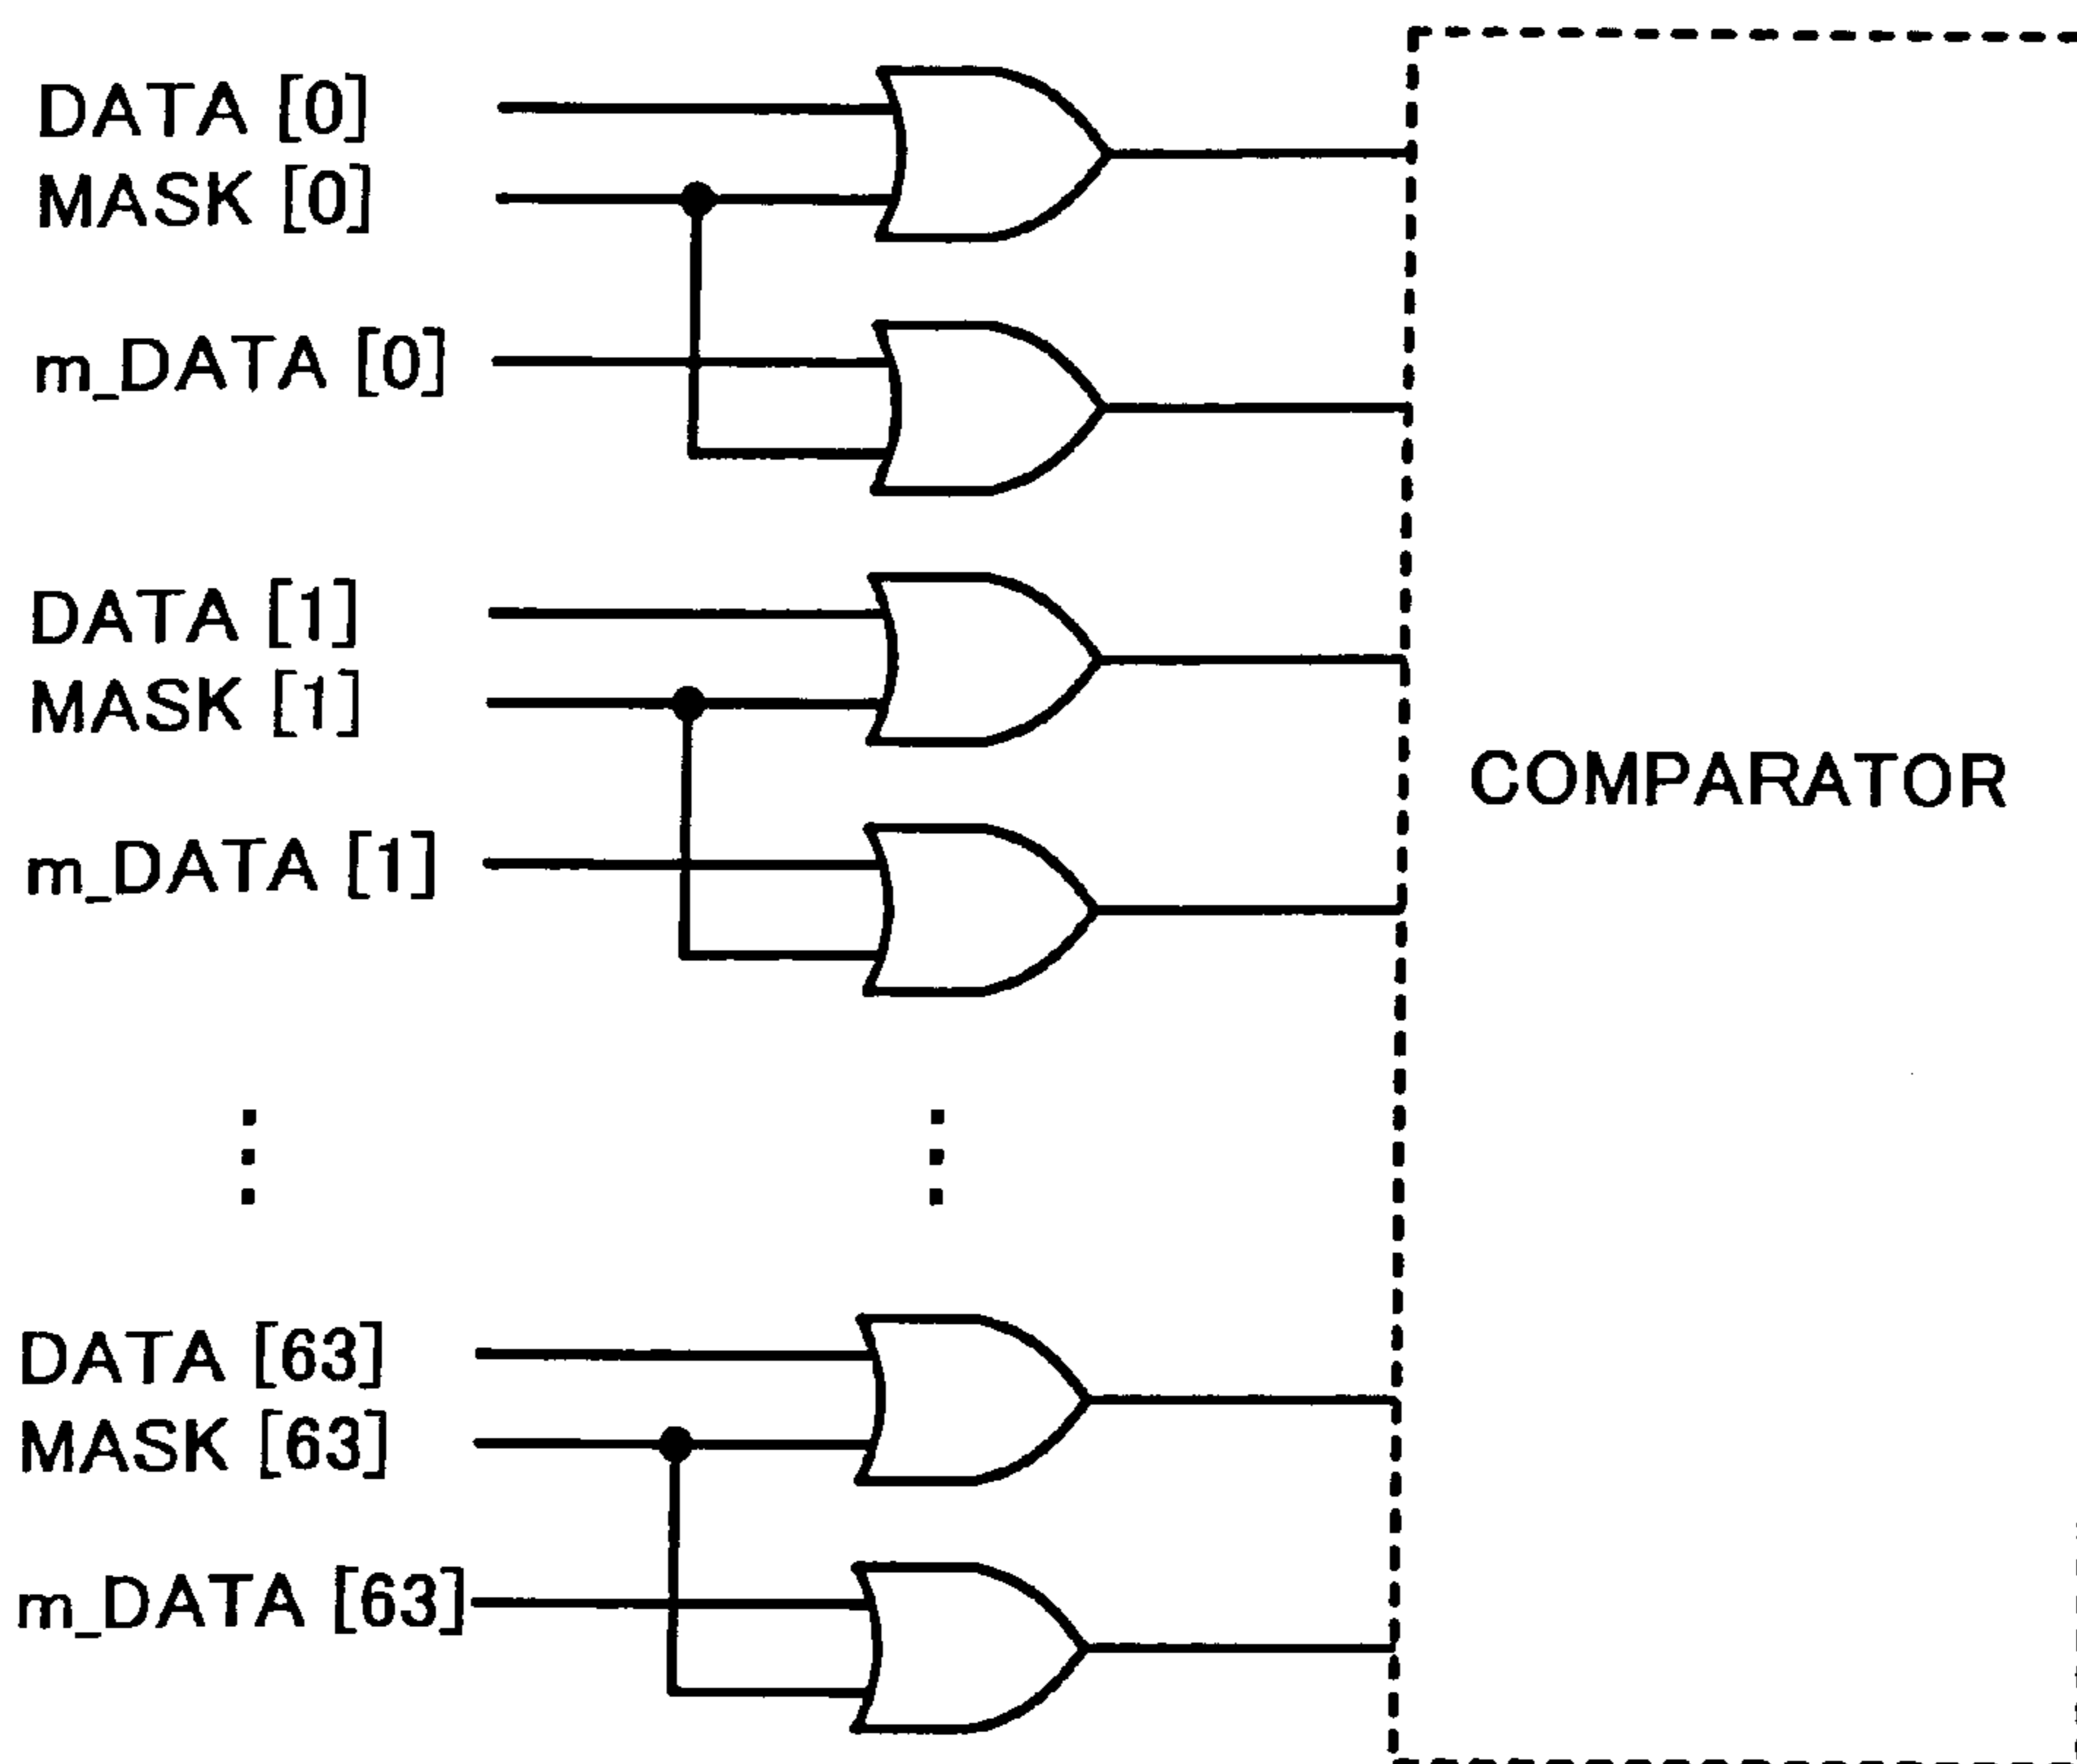 DATA [0]
MASK [0]
m_DATA [0]
DATA [1]
MASK [1]
COMPARATOR
m_DATA [1]
DATA [63]
MASK [63]
m_DATA [63]